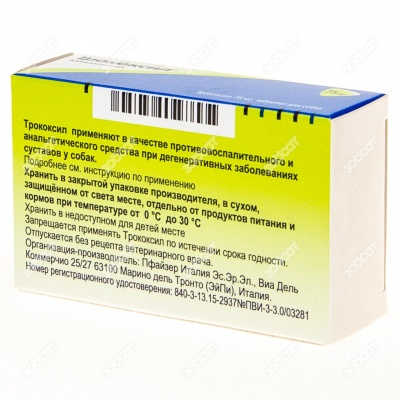 Трококсил
Трококсил применяют в качестве противовоспалительного и
анальгетического средства при дегенеративных заболеваниях
суставов у собак.
Подробнее см. инструкцию по применению
Хранить в закрытой упаковке производителя, в сухом,
защищённом от света месте, отдельно от продуктов питания и
кормов при температуре от 0 °C до 30 °C
Хранить в недоступном для детей месте
Запрещается применять Трококсил по истечении срока годности.
Отпускается без рецепта ветеринарного врача.
Организация-производитель: Пфайзер Италия Эс.Эр.Эл., Виа Дель
Коммерчио 25/27 63100 Марино дель Тронто (ЭйПи), Италия.
Номер регистрационного удостоверения: 840-3-13.15-2937№ПВИ-3-3.0/03281